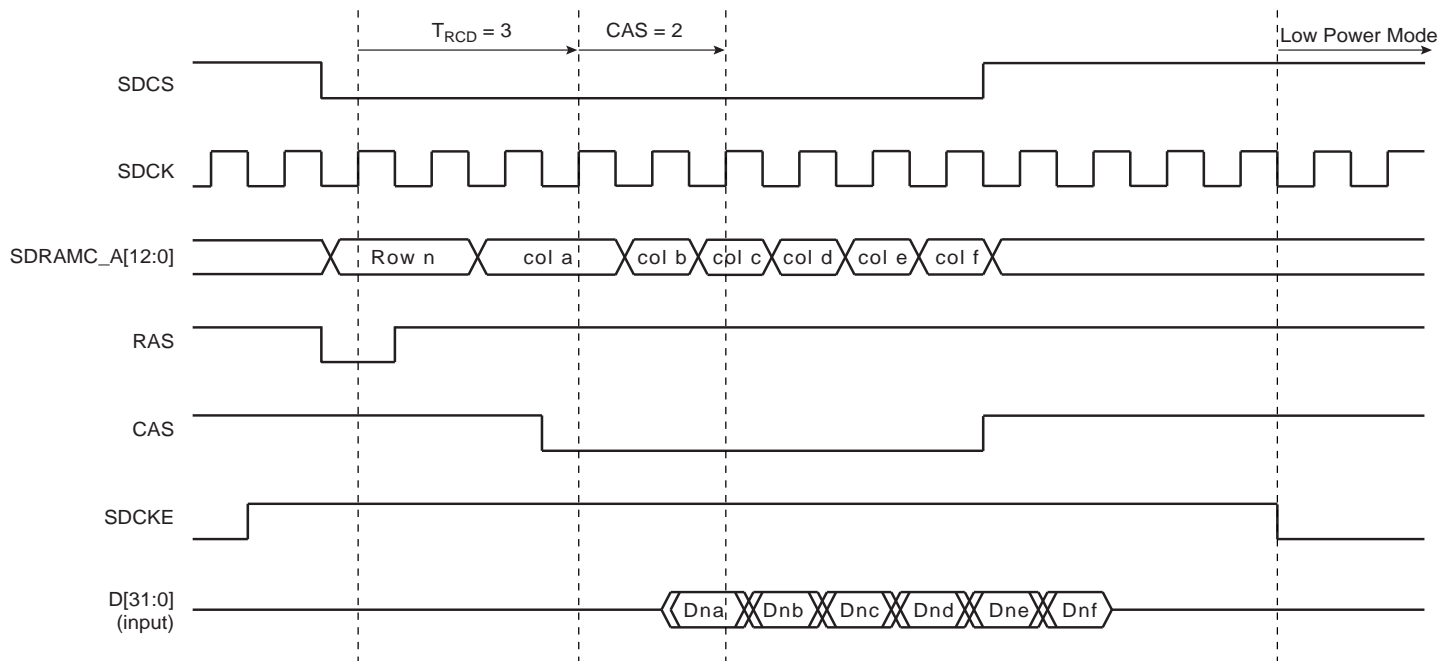 T_RCD = 3
CAS = 2
Low Power Mode
SDCS
SDCK
SDRAMC_A[12:0]
Row n
col a
col b
col c
col d
col e
col f
RAS
CAS
SDCKE
D[31:0]
(input)
Dna
Dnb
Dnc
Dnd
Dne
Dnf